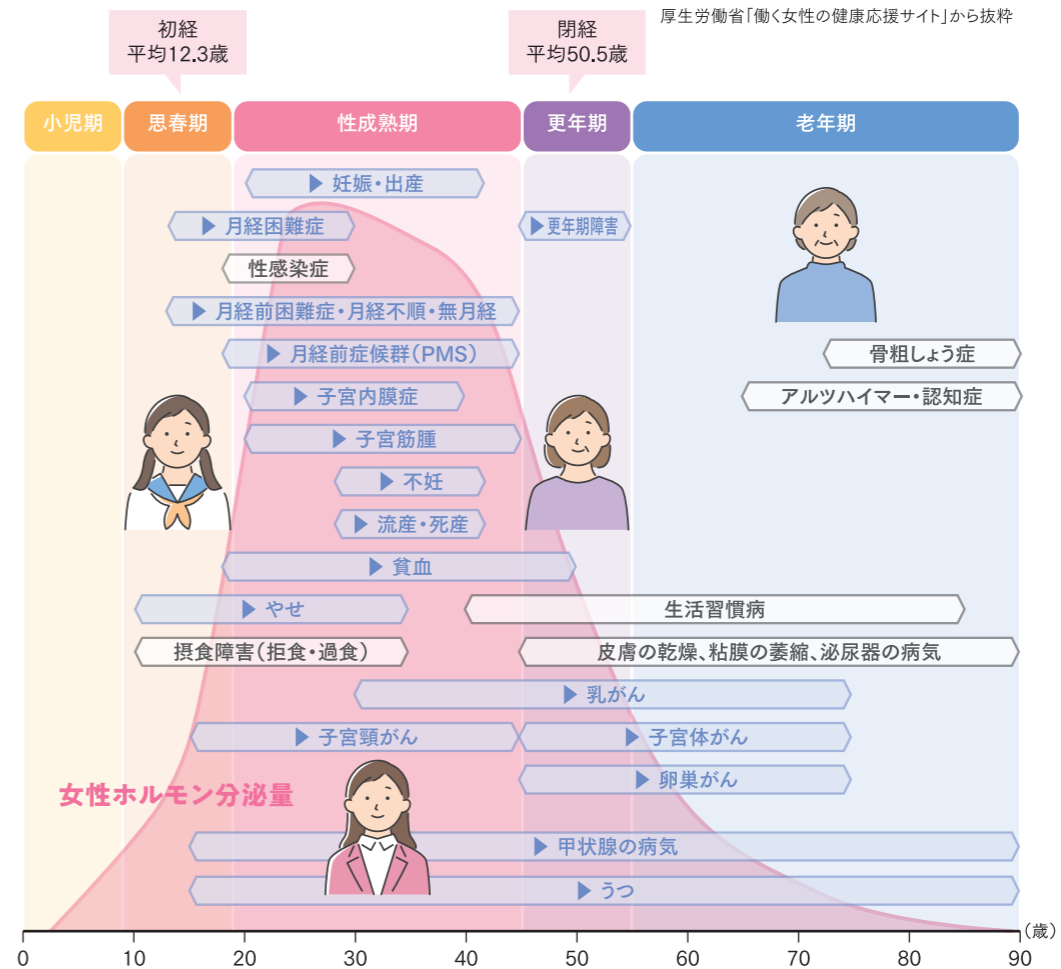 厚生労働省「働く女性の健康応援サイト」から抜粋
初経
平均12.3歳
閉経
平均50.5歳
小児期
思春期
性成熟期
更年期
老年期
▶妊娠・出産
▶月経困難症
▶更年期障害
性感染症
▶月経前困難症・月経不順・無月経
▶月経前症候群(PMS)
骨粗しょう症
▶子宮内膜症
アルツハイマー・認知症
▶子宮筋腫
▶不妊
▶流産・死産
▶貧血
▶やせ
生活習慣病
摂食障害(拒食・過食)
皮膚の乾燥、粘膜の萎縮、泌尿器の病気
▶乳がん
▶子宮頸がん
▶子宮体がん
▶卵巣がん
女性ホルモン分泌量
▶甲状腺の病気
▶うつ
0 10 20 30 40 50 60 70 80 90 (歳)